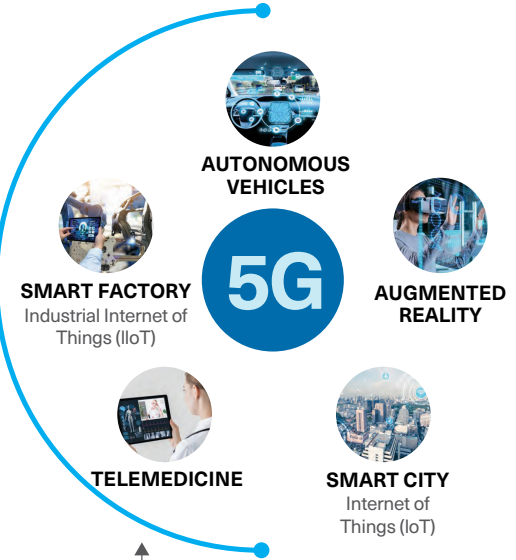 AUTONOMOUS
VEHICLES
5G
SMART FACTORY
Industrial Internet of
Things (IIoT)
AUGMENTED
REALITY
TELEMEDICINE
SMART CITY
Internet of
Things (IoT)